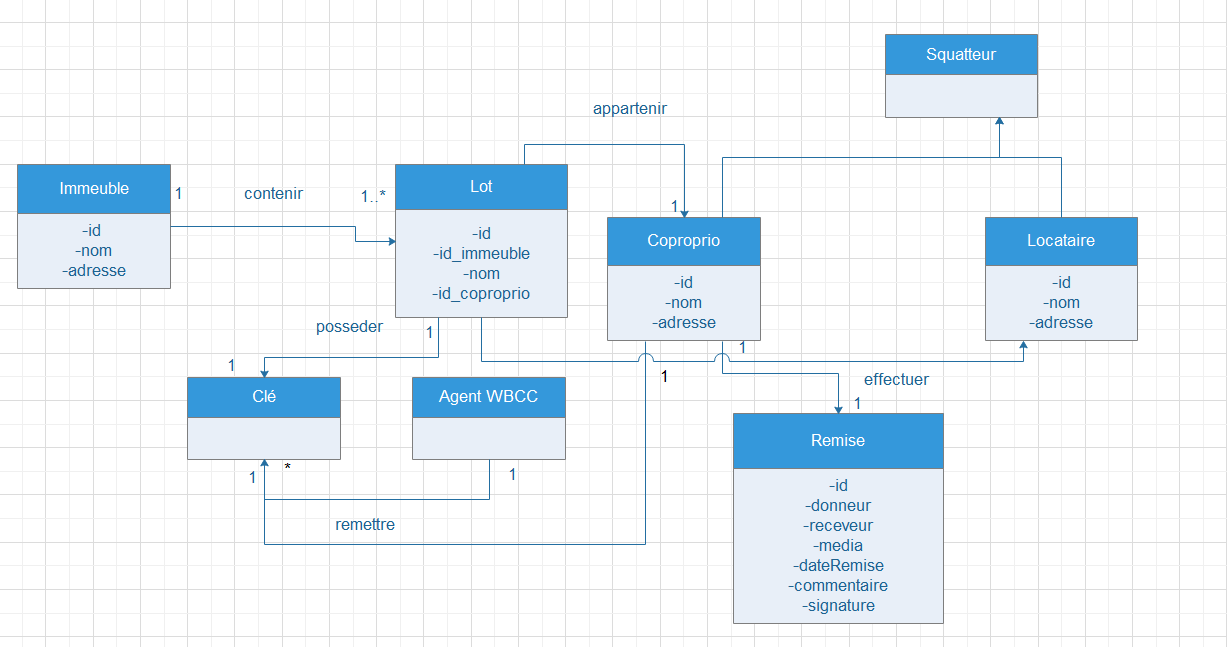 Squatteur
appartenir
Immeuble
-id
-nom
-adresse
1
contenir
1..*
Lot
-id
-id_immeuble
-nom
-id_coproprio
1
Coproprio
-id
-nom
-adresse
Locataire
-id
-nom
-adresse
posseder
1
1
1
1
effectuer
1
Clé
Agent WBCC
1
*
1
remettre
Remise
-id
-donneur
-receveur
-media
-dateRemise
-commentaire
-signature